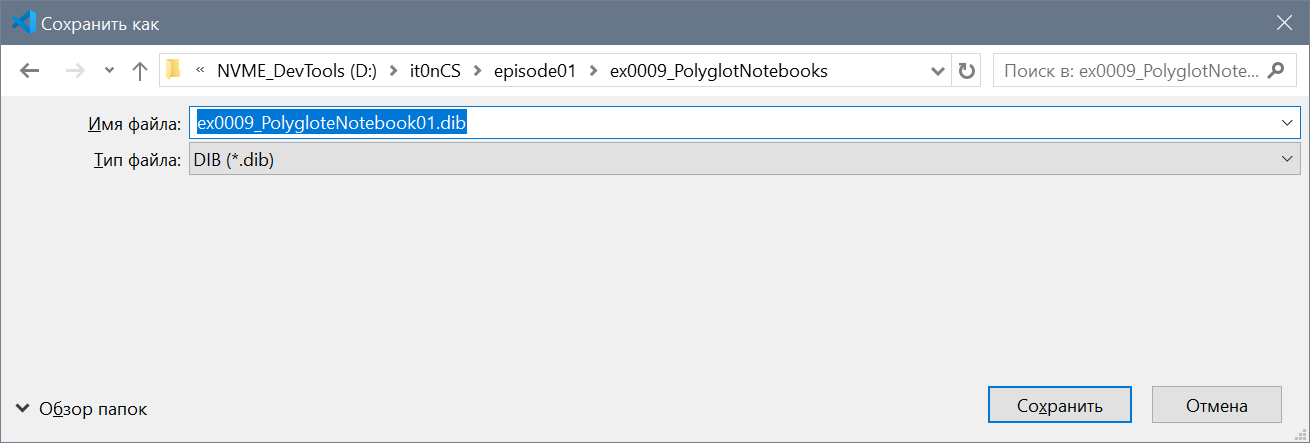 Сохранить как
« NVME_DevTools (D:) › it0nCS › episode01 › ex0009_PolyglotNotebooks
Поиск в: ex0009_PolyglotNote...
Имя файла: ex0009_PolygloteNotebook01.dib
Тип файла: DIB (*.dib)
Обзор папок
Сохранить
Отмена